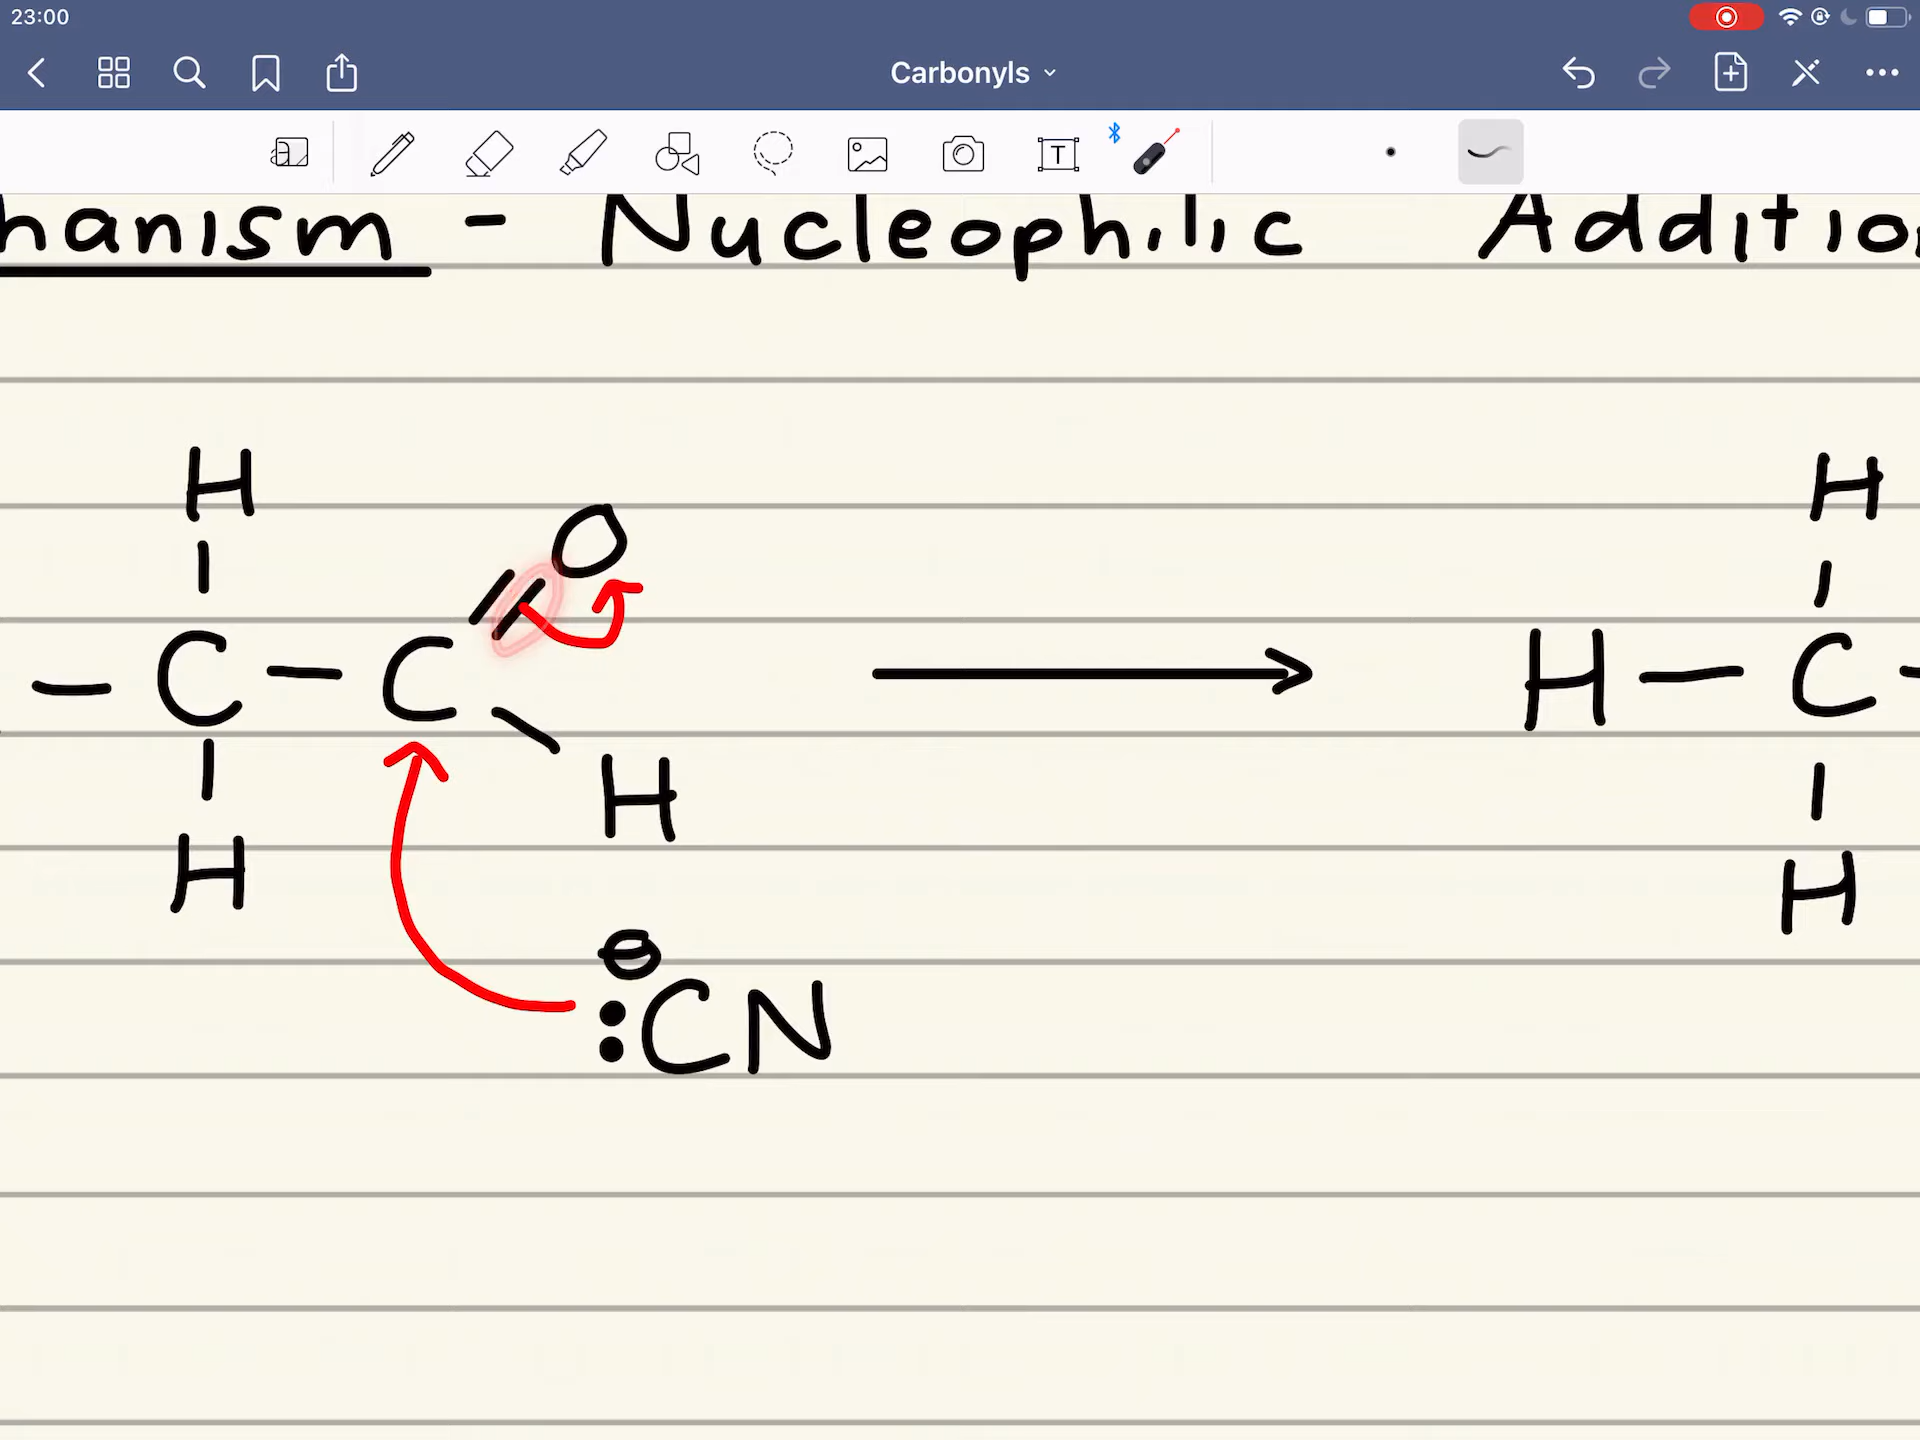 23:00
Carbonyls
T
hanism - Nucleophilic Additio
H H
O
C C H C
H
H H
⊖
:CN